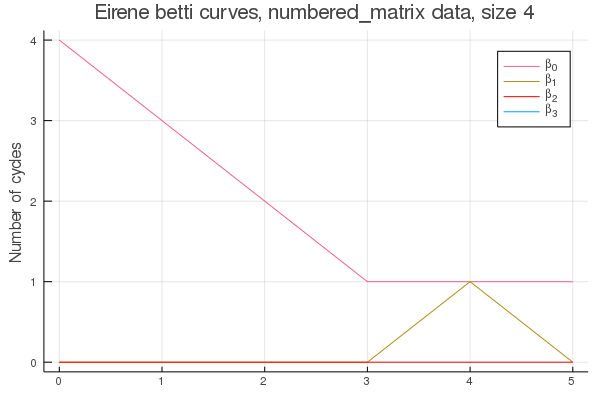 Eirene betti curves, numbered_matrix data, size 4
Number of cycles
4
3
2
1
0
0 1 2 3 4 5
β₀
β₁
β₂
β₃